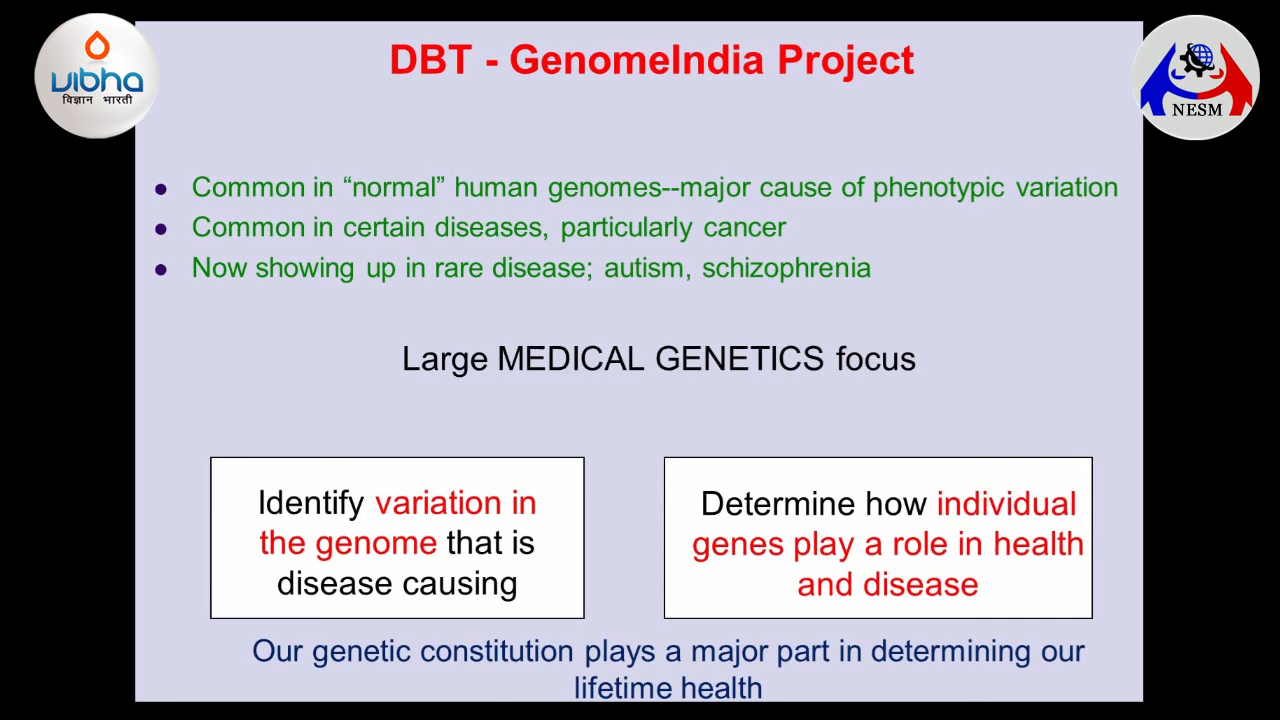 vibha
विज्ञान भारती
DBT - GenomeIndia Project
NESM
● Common in “normal” human genomes--major cause of phenotypic variation
● Common in certain diseases, particularly cancer
● Now showing up in rare disease; autism, schizophrenia
Large MEDICAL GENETICS focus
Identify variation in
the genome that is
disease causing
Determine how individual
genes play a role in health
and disease
Our genetic constitution plays a major part in determining our
lifetime health